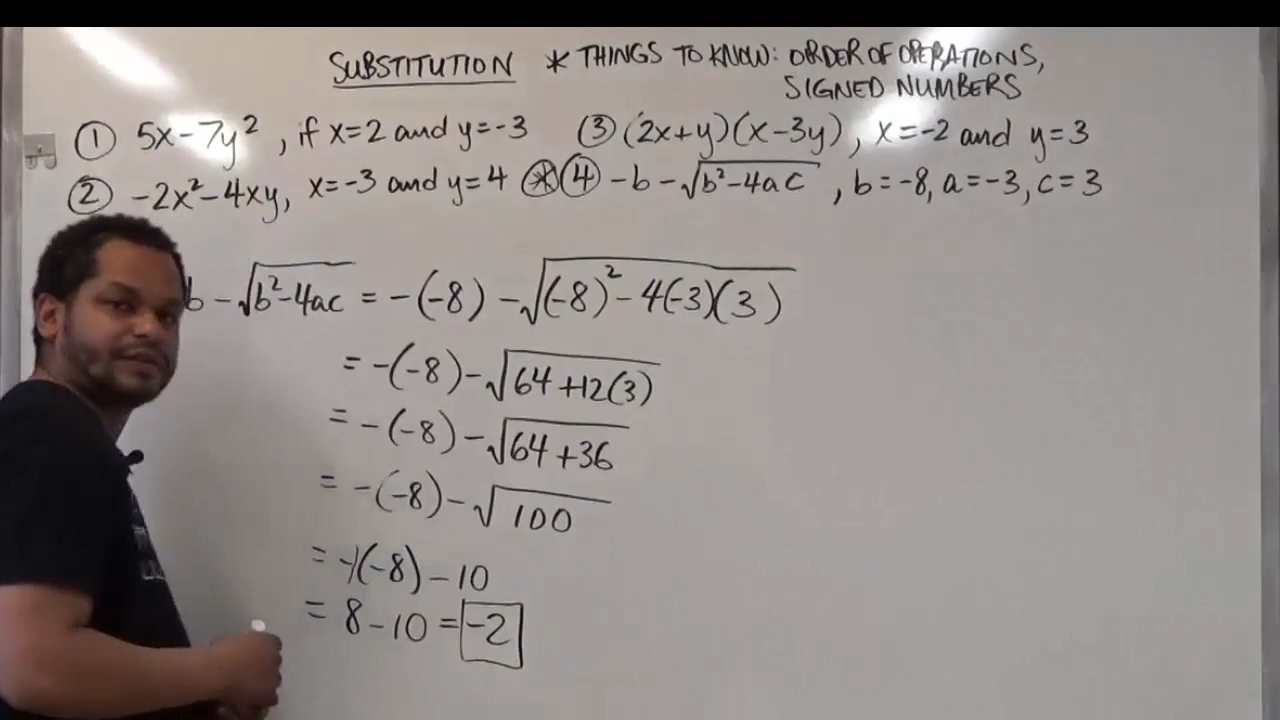 SUBSTITUTION * THINGS TO KNOW: ORDER OF OPERATIONS,
SIGNED NUMBERS
① 5x-7y², if x=2 and y=-3 ③ (2x+y)(x-3y), x=-2 and y=3
② -2x²-4xy, x=-3 and y=4 ⊛④ -b-√(b²-4ac), b=-8, a=-3, c=3
b-√(b²-4ac) = -(-8)-√((-8)²-4(-3)(3))
= -(-8)-√(64+12(3))
= -(-8)-√(64+36)
= -(-8)-√100
= -1(-8)-10
= 8-10=-2